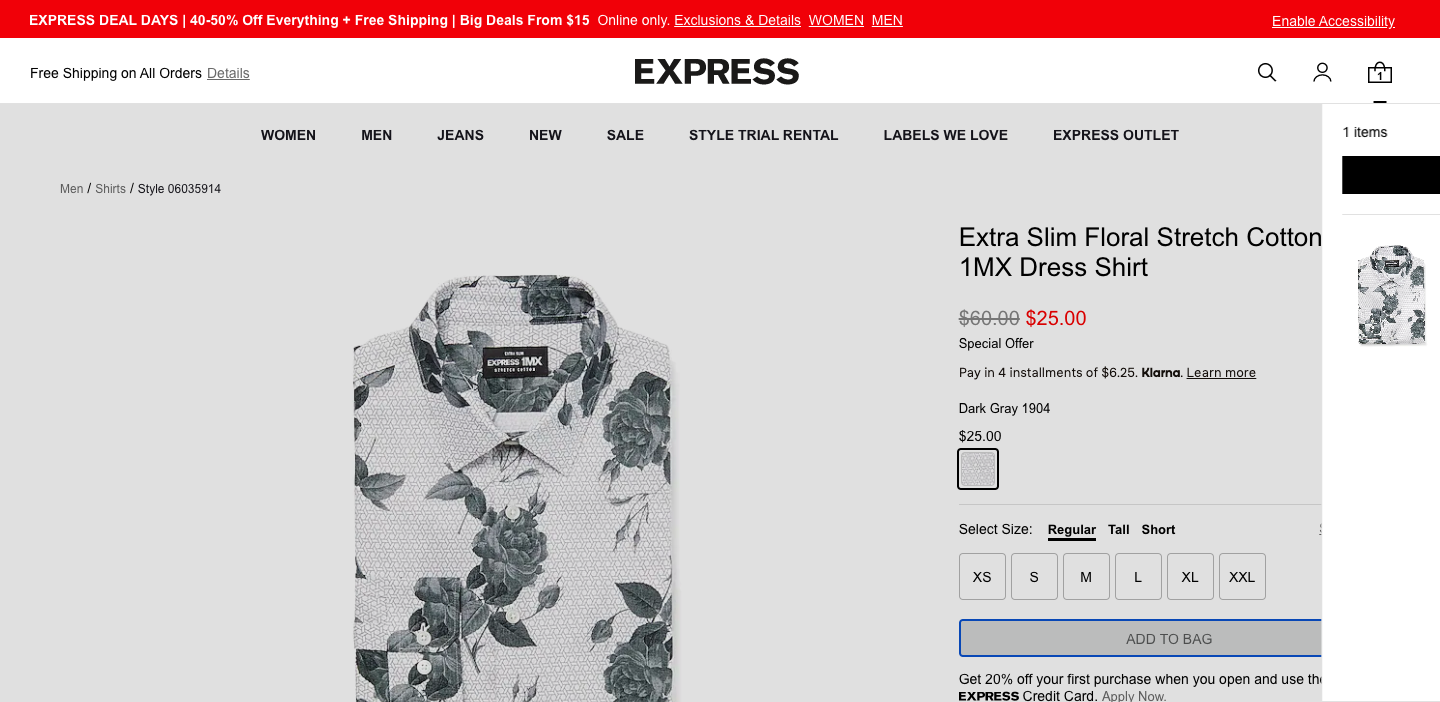 EXPRESS DEAL DAYS | 40-50% Off Everything + Free Shipping | Big Deals From $15 Online only. Exclusions & Details WOMEN MEN Enable Accessibility
Free Shipping on All Orders Details
EXPRESS
1
WOMEN MEN JEANS NEW SALE STYLE TRIAL RENTAL LABELS WE LOVE EXPRESS OUTLET
1 items
Men / Shirts / Style 06035914
Extra Slim Floral Stretch Cotton
1MX Dress Shirt
$60.00 $25.00
Special Offer
Pay in 4 installments of $6.25. Klarna. Learn more
Dark Gray 1904
$25.00
Select Size: Regular Tall Short
XS S M L XL XXL
ADD TO BAG
Get 20% off your first purchase when you open and use
EXPRESS Credit Card. Apply Now.
EXTRA SLIM
EXPRESS 1MX
STRETCH COTTON